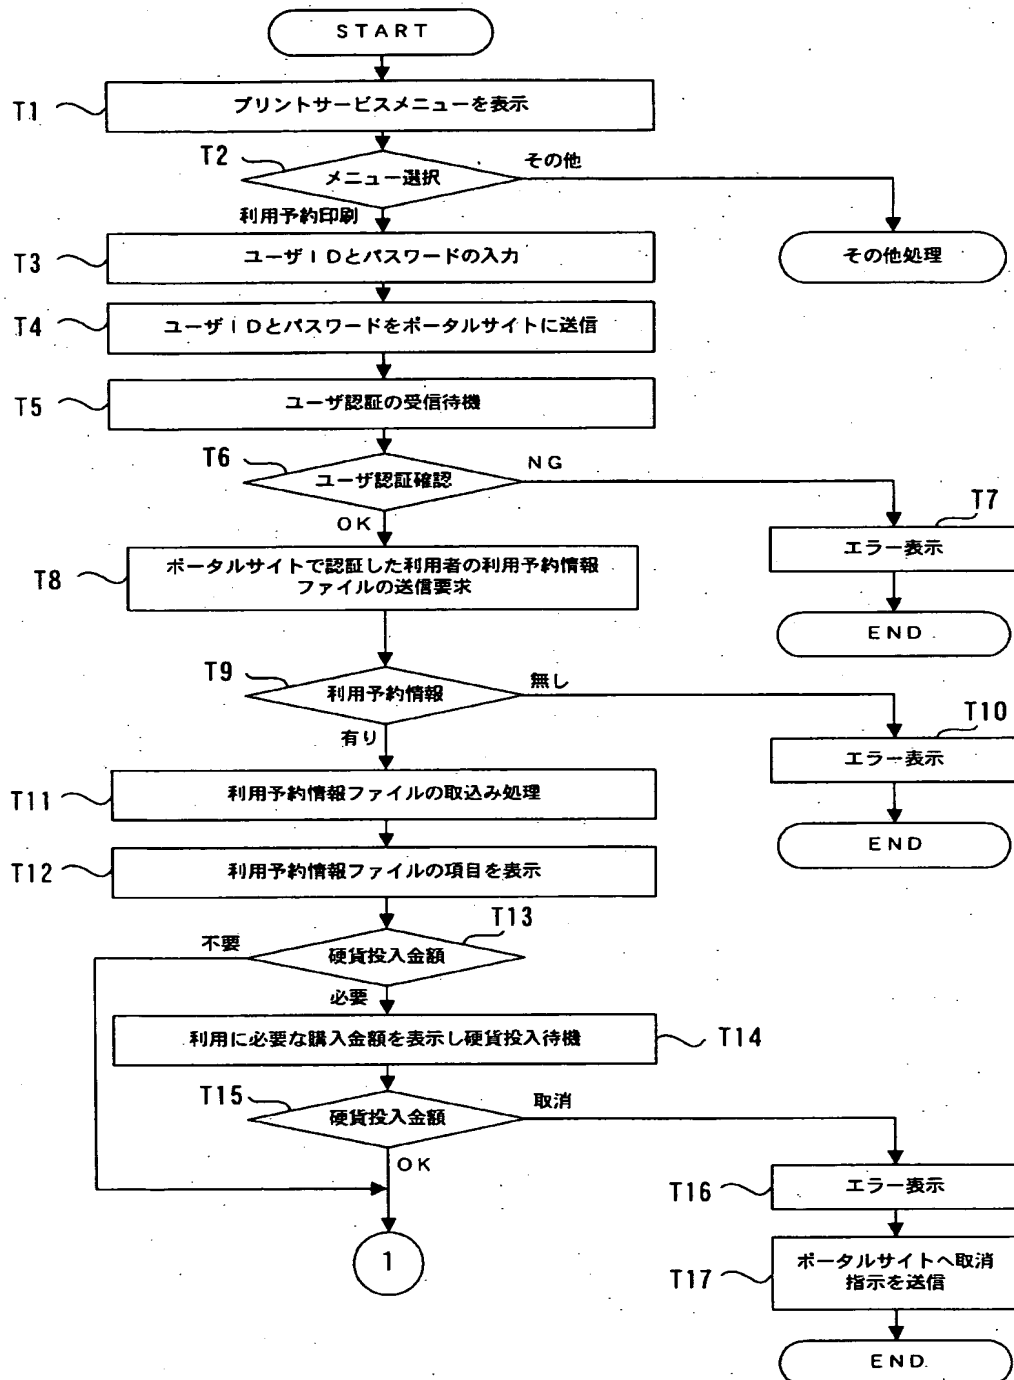 START
T1
プリントサービスメニューを表示
T2
メニュー選択
その他
利用予約印刷
T3
ユーザIDとパスワードの入力
その他処理
T4
ユーザIDとパスワードをポータルサイトに送信
T5
ユーザ認証の受信待機
T6
ユーザ認証確認
NG
OK
T7
エラー表示
END
T8
ポータルサイトで認証した利用者の利用予約情報
ファイルの送信要求
T9
利用予約情報
無し
有り
T10
エラー表示
END
T11
利用予約情報ファイルの取込み処理
T12
利用予約情報ファイルの項目を表示
T13
硬貨投入金額
不要
必要
T14
利用に必要な購入金額を表示し硬貨投入待機
T15
硬貨投入金額
取消
OK
1
T16
エラー表示
T17
ポータルサイトへ取消
指示を送信
END